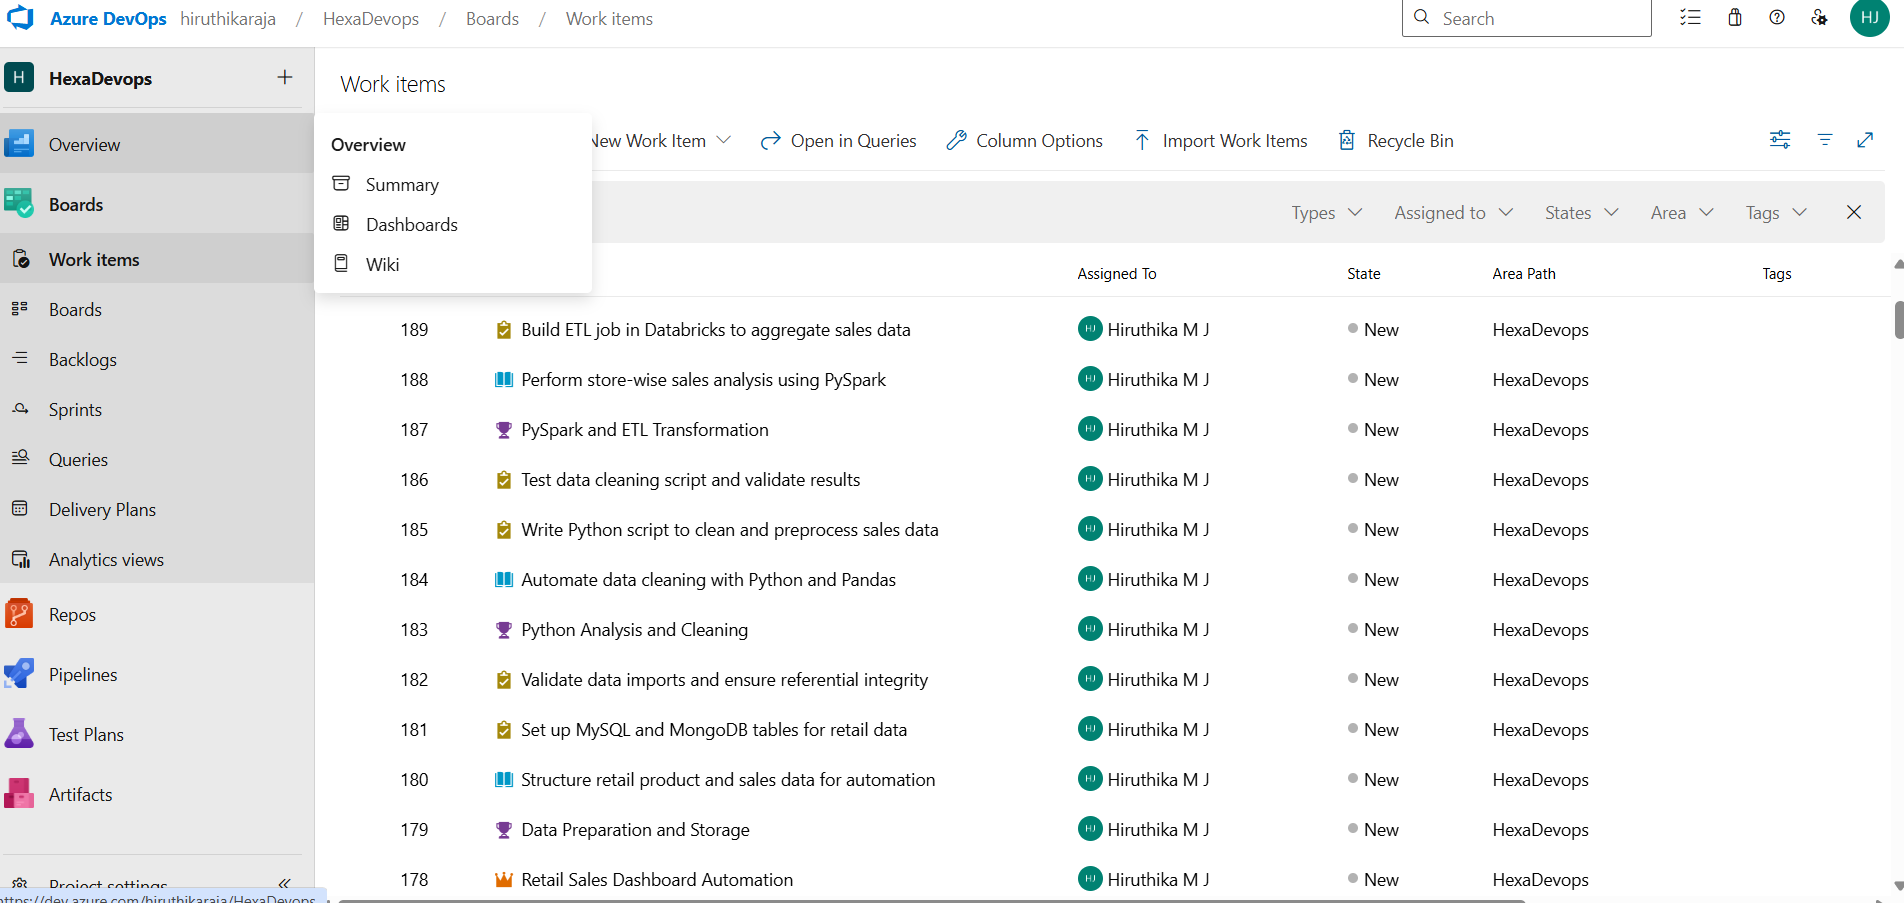 Azure DevOps hiruthikaraja / HexaDevops / Boards / Work items Search HJ
H HexaDevops +
Work items
Overview
Boards
Work items
Boards
Backlogs
Sprints
Queries
Delivery Plans
Analytics views
Repos
Pipelines
Test Plans
Artifacts
Project settings
https://dev.azure.com/hiruthikaraja/HexaDevops
Overview
Summary
Dashboards
Wiki
New Work Item Open in Queries Column Options Import Work Items Recycle Bin
Types Assigned to States Area Tags
Assigned To State Area Path Tags
189 Build ETL job in Databricks to aggregate sales data HJ Hiruthika M J New HexaDevops
188 Perform store-wise sales analysis using PySpark HJ Hiruthika M J New HexaDevops
187 PySpark and ETL Transformation HJ Hiruthika M J New HexaDevops
186 Test data cleaning script and validate results HJ Hiruthika M J New HexaDevops
185 Write Python script to clean and preprocess sales data HJ Hiruthika M J New HexaDevops
184 Automate data cleaning with Python and Pandas HJ Hiruthika M J New HexaDevops
183 Python Analysis and Cleaning HJ Hiruthika M J New HexaDevops
182 Validate data imports and ensure referential integrity HJ Hiruthika M J New HexaDevops
181 Set up MySQL and MongoDB tables for retail data HJ Hiruthika M J New HexaDevops
180 Structure retail product and sales data for automation HJ Hiruthika M J New HexaDevops
179 Data Preparation and Storage HJ Hiruthika M J New HexaDevops
178 Retail Sales Dashboard Automation HJ Hiruthika M J New HexaDevops